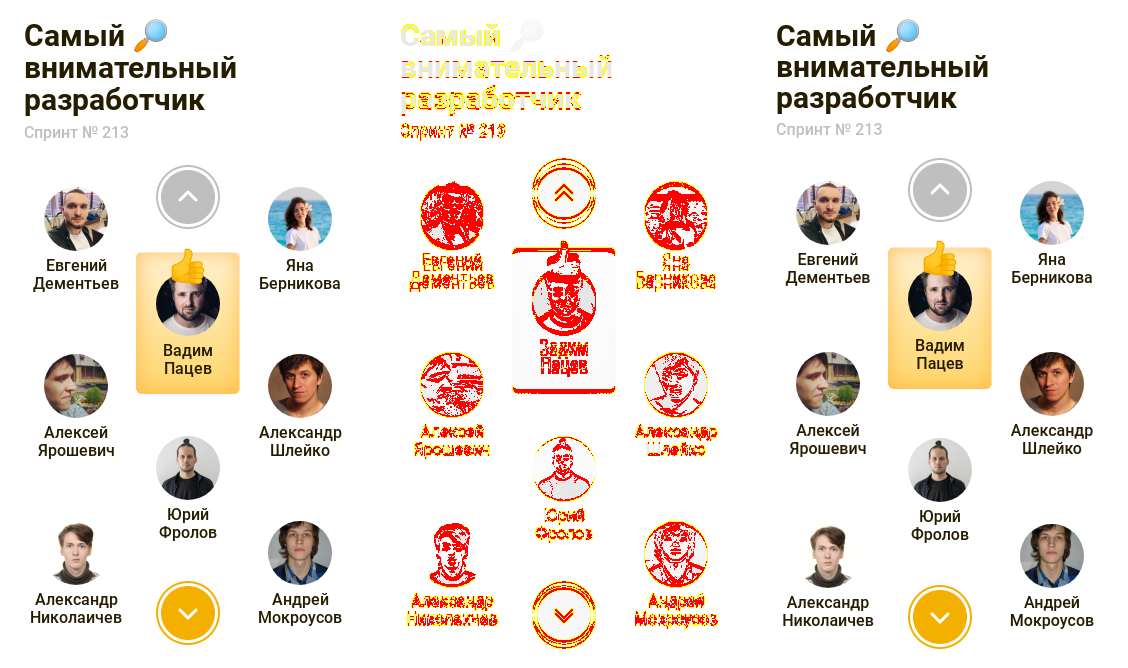 Самый 🔎
внимательный
разработчик
Спринт № 213
Евгений
Дементьев
Яна
Берникова
Вадим
Пацев
Алексей
Ярошевич
Александр
Шлейко
Юрий
Фролов
Александр
Николаичев
Андрей
Мокроусов
Самый
внимательный
разработчик
Спринт № 213
Евгений
Дементьев
Яна
Берникова
Вадим
Пацев
Алексей
Ярошевич
Александр
Шлейко
Юрий
Фролов
Александр
Николаичев
Андрей
Мокроусов
Самый 🔎
внимательный
разработчик
Спринт № 213
Евгений
Дементьев
Яна
Берникова
Вадим
Пацев
Алексей
Ярошевич
Александр
Шлейко
Юрий
Фролов
Александр
Николаичев
Андрей
Мокроусов